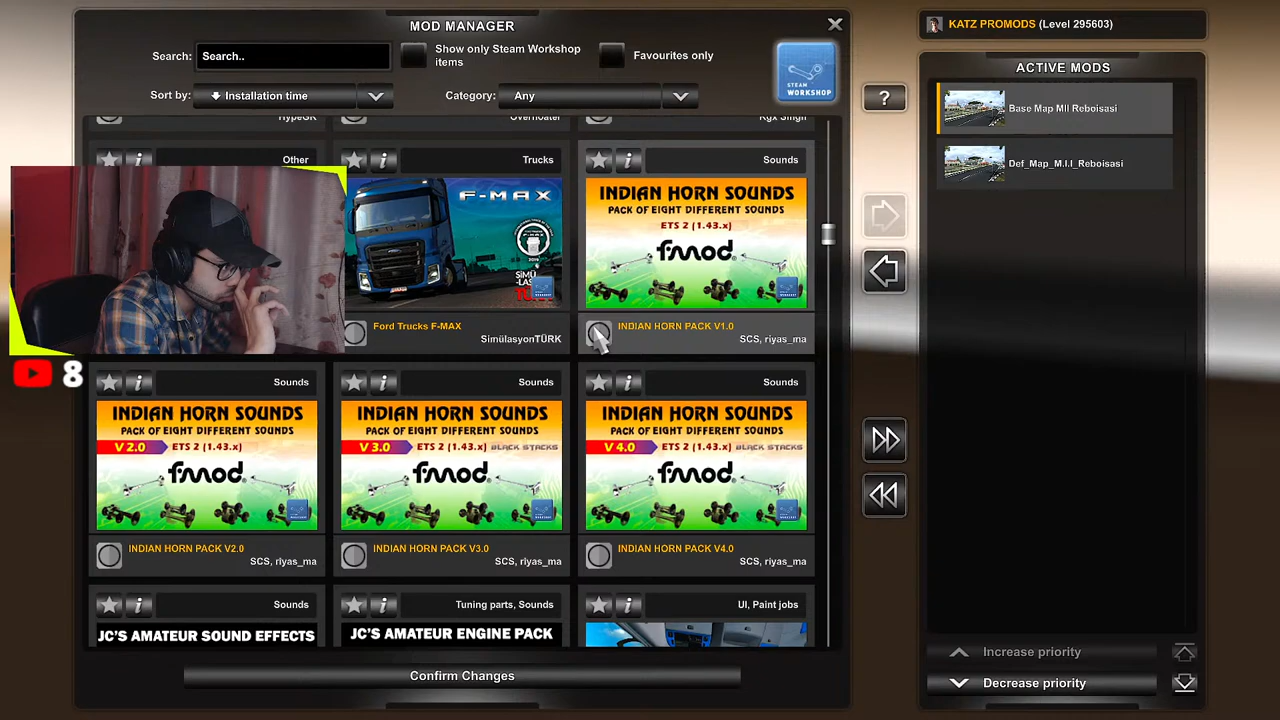 MOD MANAGER
Search:
Search..
Show only Steam Workshop
items
Favourites only
STEAM
WORKSHOP
Sort by:
Installation time
Category:
Any
HypeGR
Overfloater
Rgx Singh
Other
Trucks
F-MAX
Ford Trucks F-MAX
SimülasyonTÜRK
Sounds
INDIAN HORN SOUNDS
PACK OF EIGHT DIFFERENT SOUNDS
ETS 2 (1.43.x)
fmod
INDIAN HORN PACK V1.0
SCS, riyas_ma
Sounds
INDIAN HORN SOUNDS
PACK OF EIGHT DIFFERENT SOUNDS
V 2.0
ETS 2 (1.43.x)
fmod
INDIAN HORN PACK V2.0
SCS, riyas_ma
Sounds
INDIAN HORN SOUNDS
PACK OF EIGHT DIFFERENT SOUNDS
V 3.0
ETS 2 (1.43.x) BLACK STACKS
fmod
INDIAN HORN PACK V3.0
SCS, riyas_ma
Sounds
INDIAN HORN SOUNDS
PACK OF EIGHT DIFFERENT SOUNDS
V 4.0
ETS 2 (1.43.x) BLACK STACKS
fmod
INDIAN HORN PACK V4.0
SCS, riyas_ma
Sounds
JC'S AMATEUR SOUND EFFECTS
Tuning parts, Sounds
JC'S AMATEUR ENGINE PACK
UI, Paint jobs
Confirm Changes
8
?
KATZ PROMODS (Level 295603)
ACTIVE MODS
Base Map MII Reboisasi
Def_Map_M.I.I_Reboisasi
Increase priority
Decrease priority